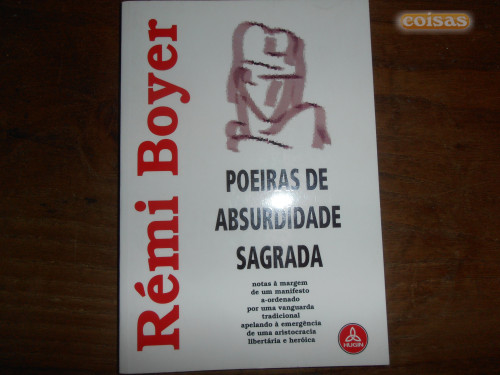 coisas
Rémi Boyer
POEIRAS DE
ABSURDIDADE
SAGRADA
notas à margem
de um manifesto
a-ordenado
por uma vanguarda
tradicional
apelando à emergência
de uma aristocracia
libertária e heróica
HUGIN